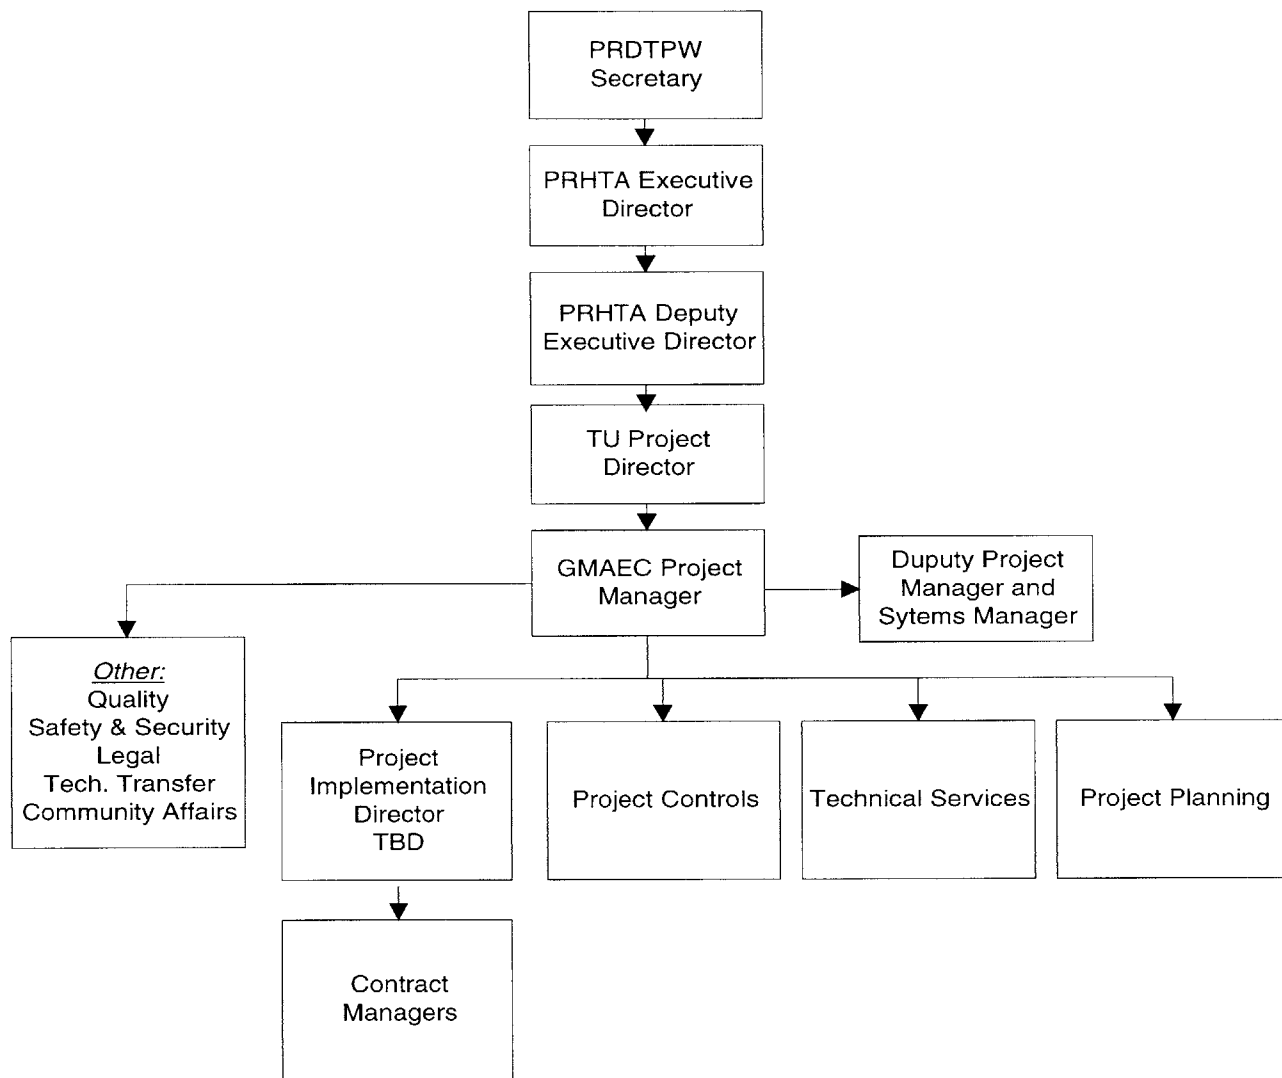 PRDTPW
Secretary
PRHTA Executive
Director
PRHTA Deputy
Executive Director
TU Project
Director
GMAEC Project
Manager
Duputy Project
Manager and
Sytems Manager
Other:
Quality
Safety & Security
Legal
Tech. Transfer
Community Affairs
Project
Implementation
Director
TBD
Project Controls
Technical Services
Project Planning
Contract
Managers